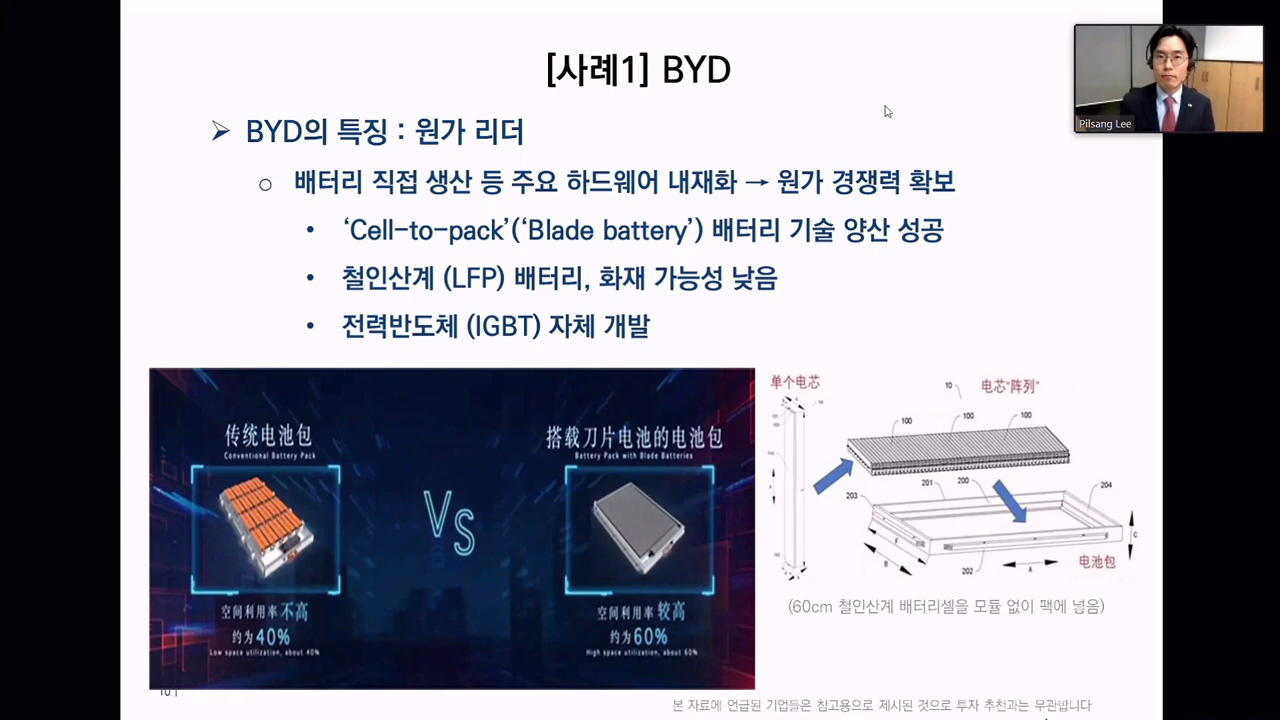 [사례1] BYD
Pilsang Lee
➢ BYD의 특징 : 원가 리더
○ 배터리 직접 생산 등 주요 하드웨어 내재화 → 원가 경쟁력 확보
• ‘Cell-to-pack’(‘Blade battery’) 배터리 기술 양산 성공
• 철인산계 (LFP) 배터리, 화재 가능성 낮음
• 전력반도체 (IGBT) 자체 개발
传统电池包
Conventional Battery Pack
VS
搭载刀片电池的电池包
Battery Pack with Blade Batteries
空间利用率不高
约为40%
Low space utilization, about 40%
空间利用率较高
约为60%
High space utilization, about 60%
单个电芯
10
电芯"阵列"
100
100
100
201
200
204
203
202
A
B
C
电池包
(60cm 철인산계 배터리셀을 모듈 없이 팩에 넣음)
본 자료에 언급된 기업들은 참고용으로 제시된 것으로 투자 추천과는 무관합니다